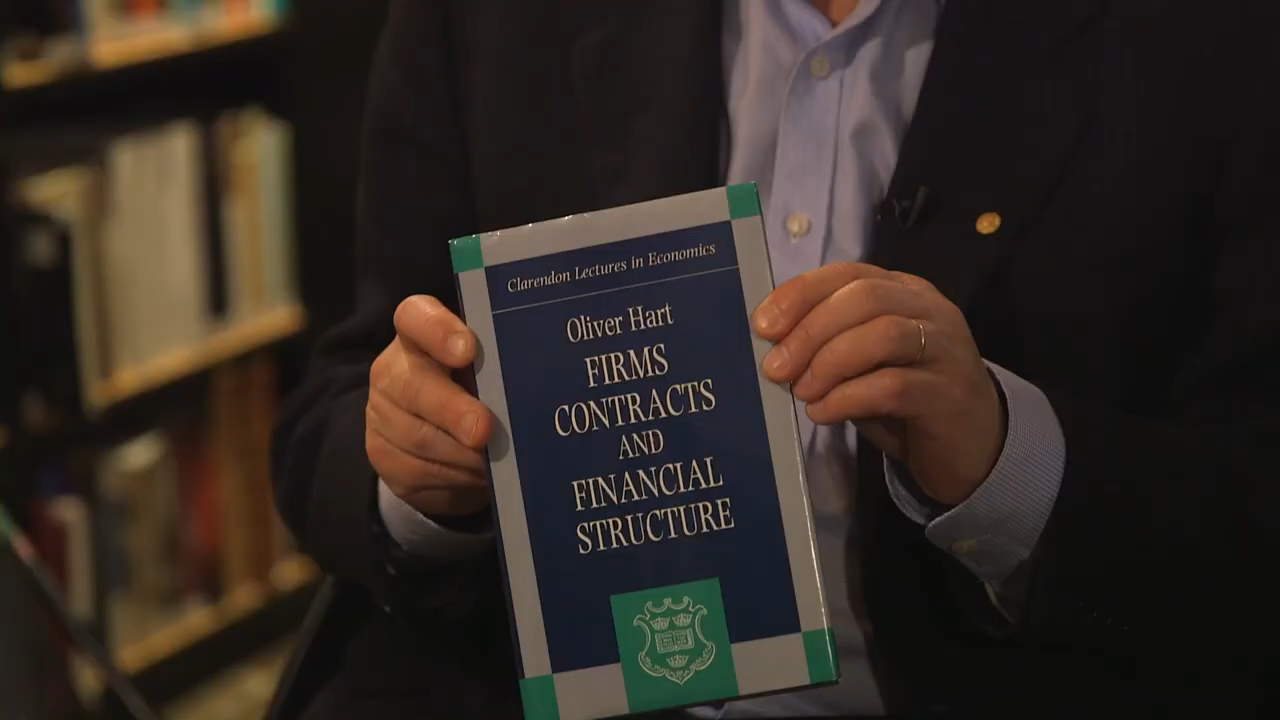 Clarendon Lectures in Economics
Oliver Hart
FIRMS
CONTRACTS
AND
FINANCIAL
STRUCTURE